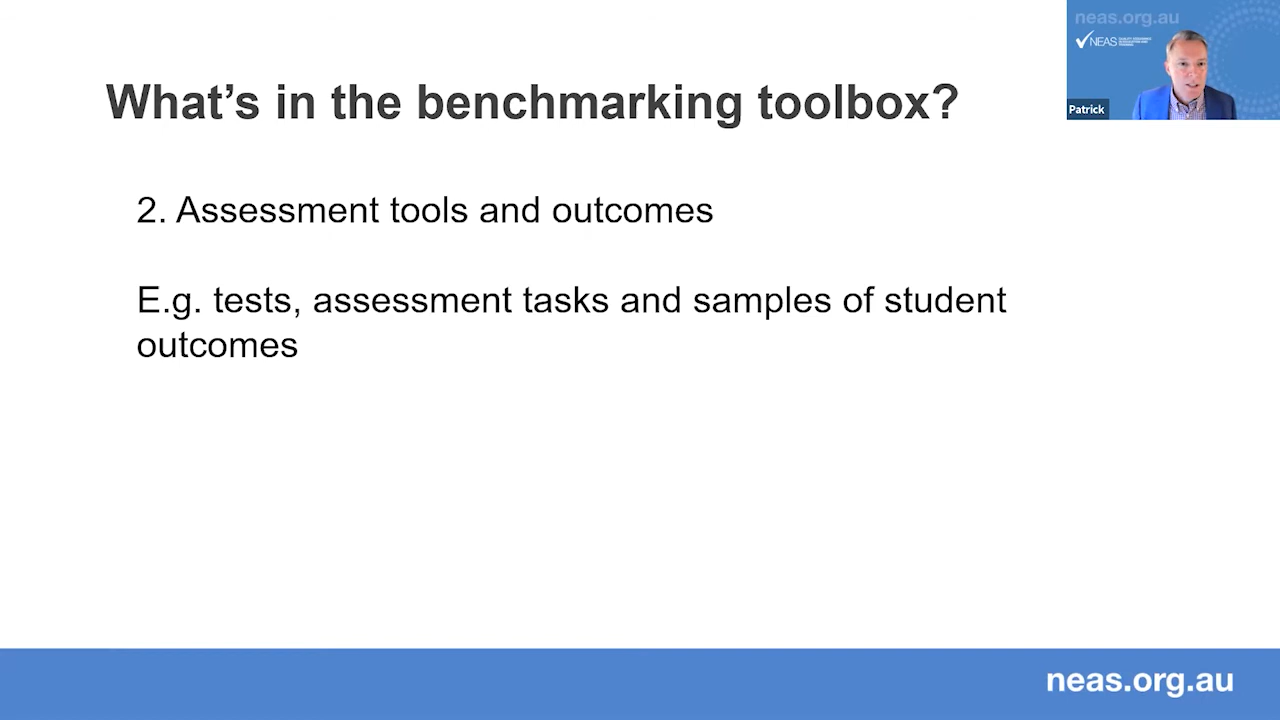 neas.org.au
NEAS
Patrick
What's in the benchmarking toolbox?
2. Assessment tools and outcomes
E.g. tests, assessment tasks and samples of student
outcomes
neas.org.au